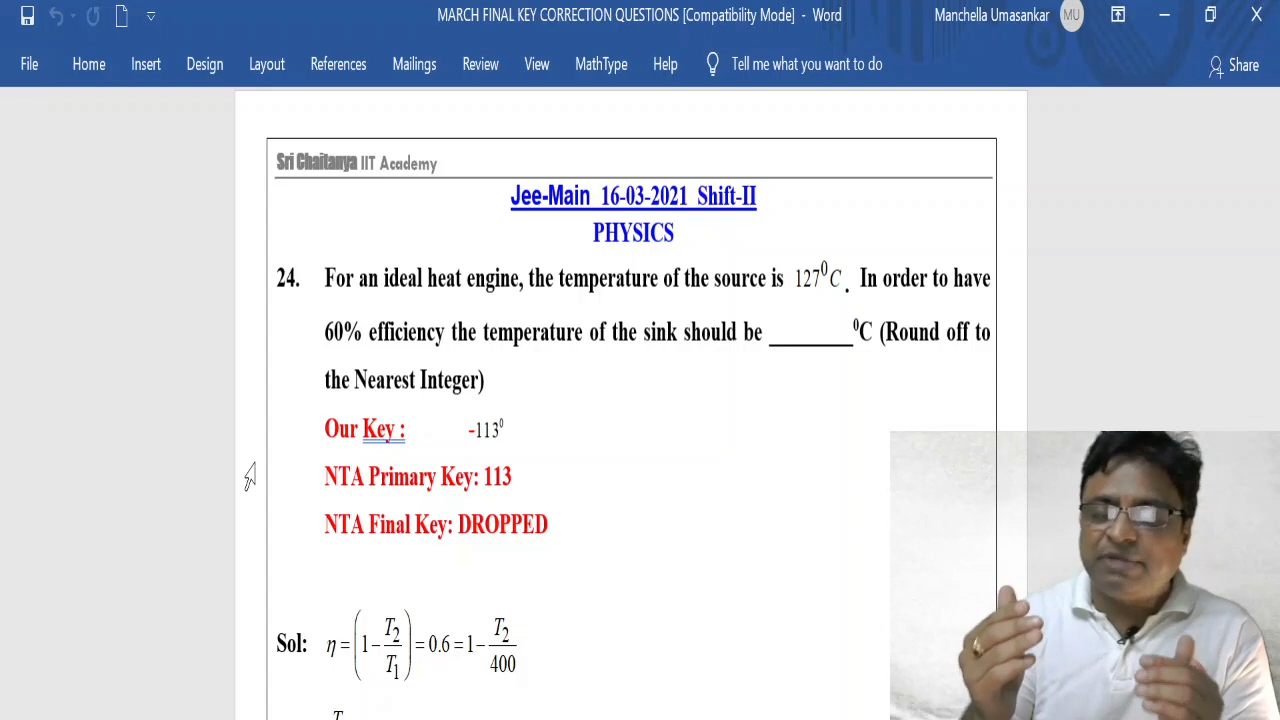 MARCH FINAL KEY CORRECTION QUESTIONS [Compatibility Mode] - Word
Manchella Umasankar MU
File Home Insert Design Layout References Mailings Review View MathType Help Tell me what you want to do Share
Sri Chaitanya IIT Academy
Jee-Main 16-03-2021 Shift-II
PHYSICS
24. For an ideal heat engine, the temperature of the source is 127⁰C. In order to have
60% efficiency the temperature of the sink should be ________⁰C (Round off to
the Nearest Integer)
Our Key : -113⁰
NTA Primary Key: 113
NTA Final Key: DROPPED
Sol: η = (1 − T₂/T₁) = 0.6 = 1 − T₂/400